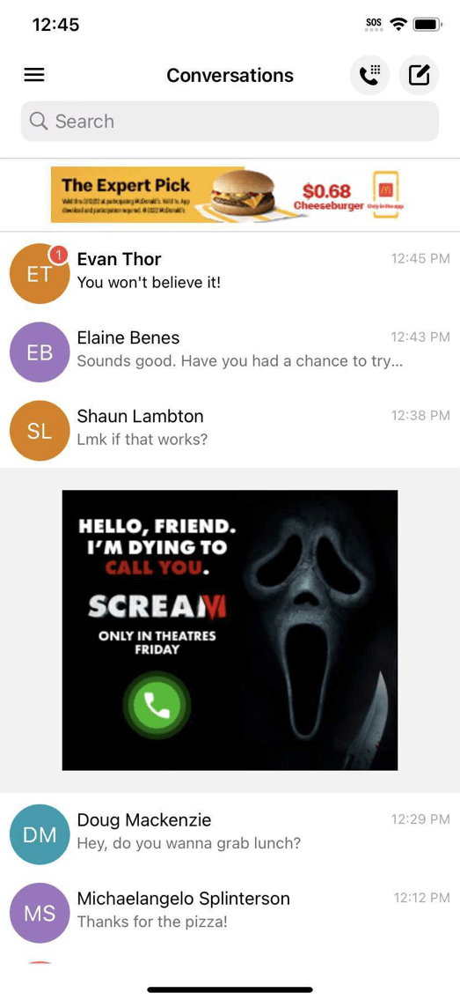 12:45
SOS
Conversations
Search
The Expert Pick
$0.68
Cheeseburger Only in the app
ET
1
Evan Thor
12:45 PM
You won't believe it!
EB
Elaine Benes
12:43 PM
Sounds good. Have you had a chance to try...
SL
Shaun Lambton
12:38 PM
Lmk if that works?
HELLO, FRIEND.
I'M DYING TO
CALL YOU.
SCREAM
ONLY IN THEATRES
FRIDAY
DM
Doug Mackenzie
12:29 PM
Hey, do you wanna grab lunch?
MS
Michaelangelo Splinterson
12:12 PM
Thanks for the pizza!